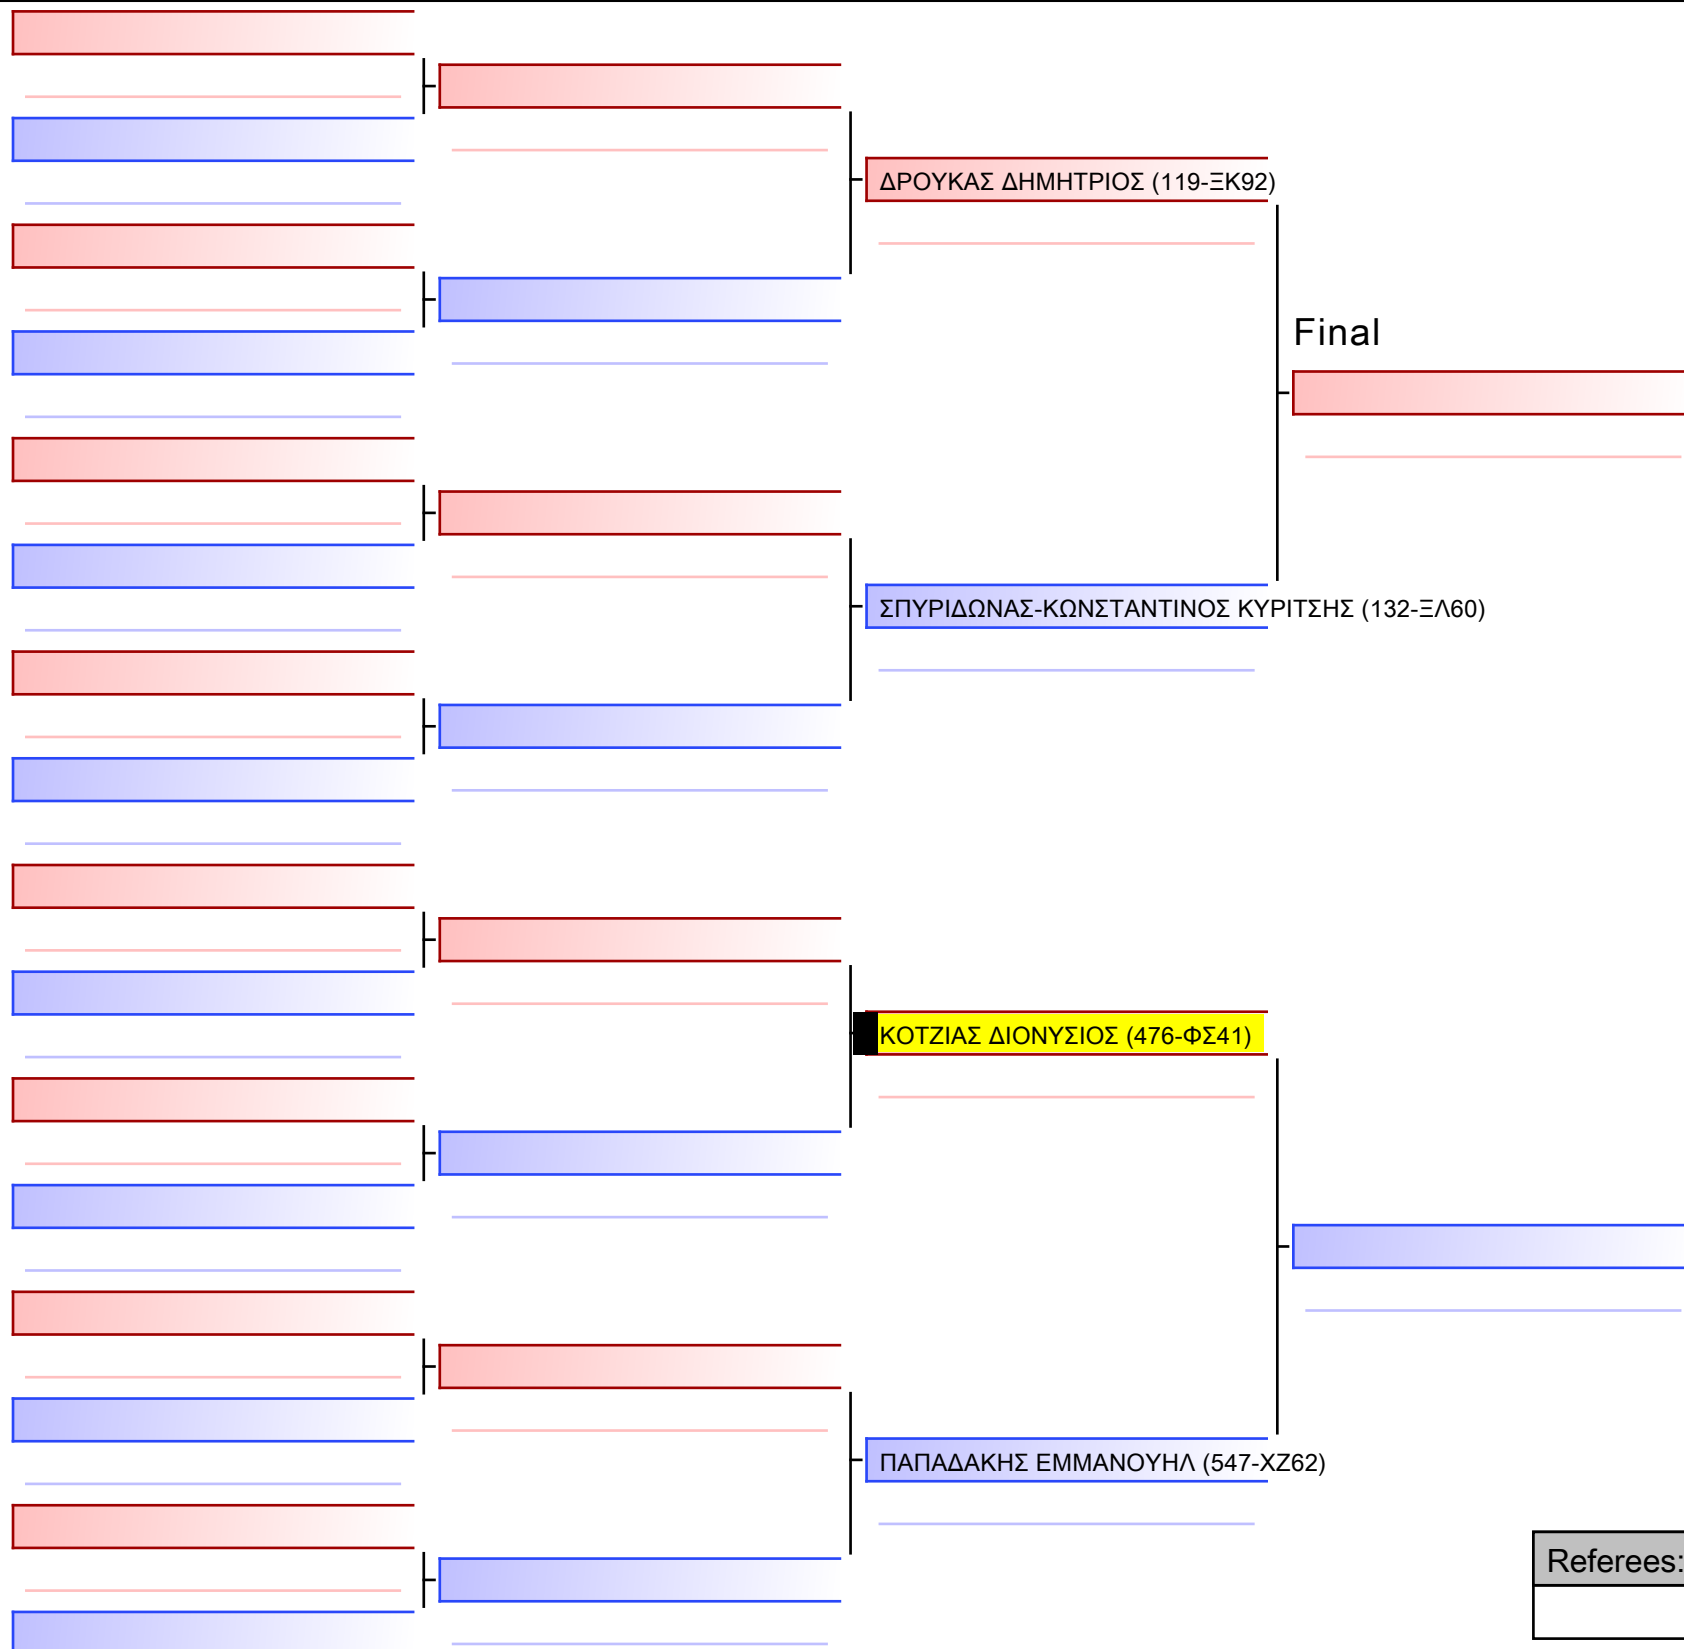 ΔΡΟΥΚΑΣ ΔΗΜΗΤΡΙΟΣ (119-ΞΚ92)
Final
ΣΠΥΡΙΔΩΝΑΣ-ΚΩΝΣΤΑΝΤΙΝΟΣ ΚΥΡΙΤΣΗΣ (132-ΞΛ60)
ΚΟΤΖΙΑΣ ΔΙΟΝΥΣΙΟΣ (476-ΦΣ41)
ΠΑΠΑΔΑΚΗΣ ΕΜΜΑΝΟΥΗΛ (547-ΧΖ62)
Referees: